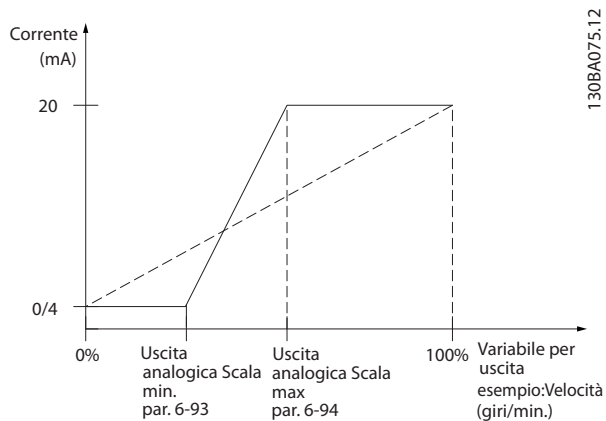 Corrente
(mA)
20
0/4
0%
Uscita
analogica Scala
min.
par. 6-93
Uscita
analogica Scala
max
par. 6-94
100%
Variabile per
uscita
esempio:Velocità
(giri/min.)
130BA075.12